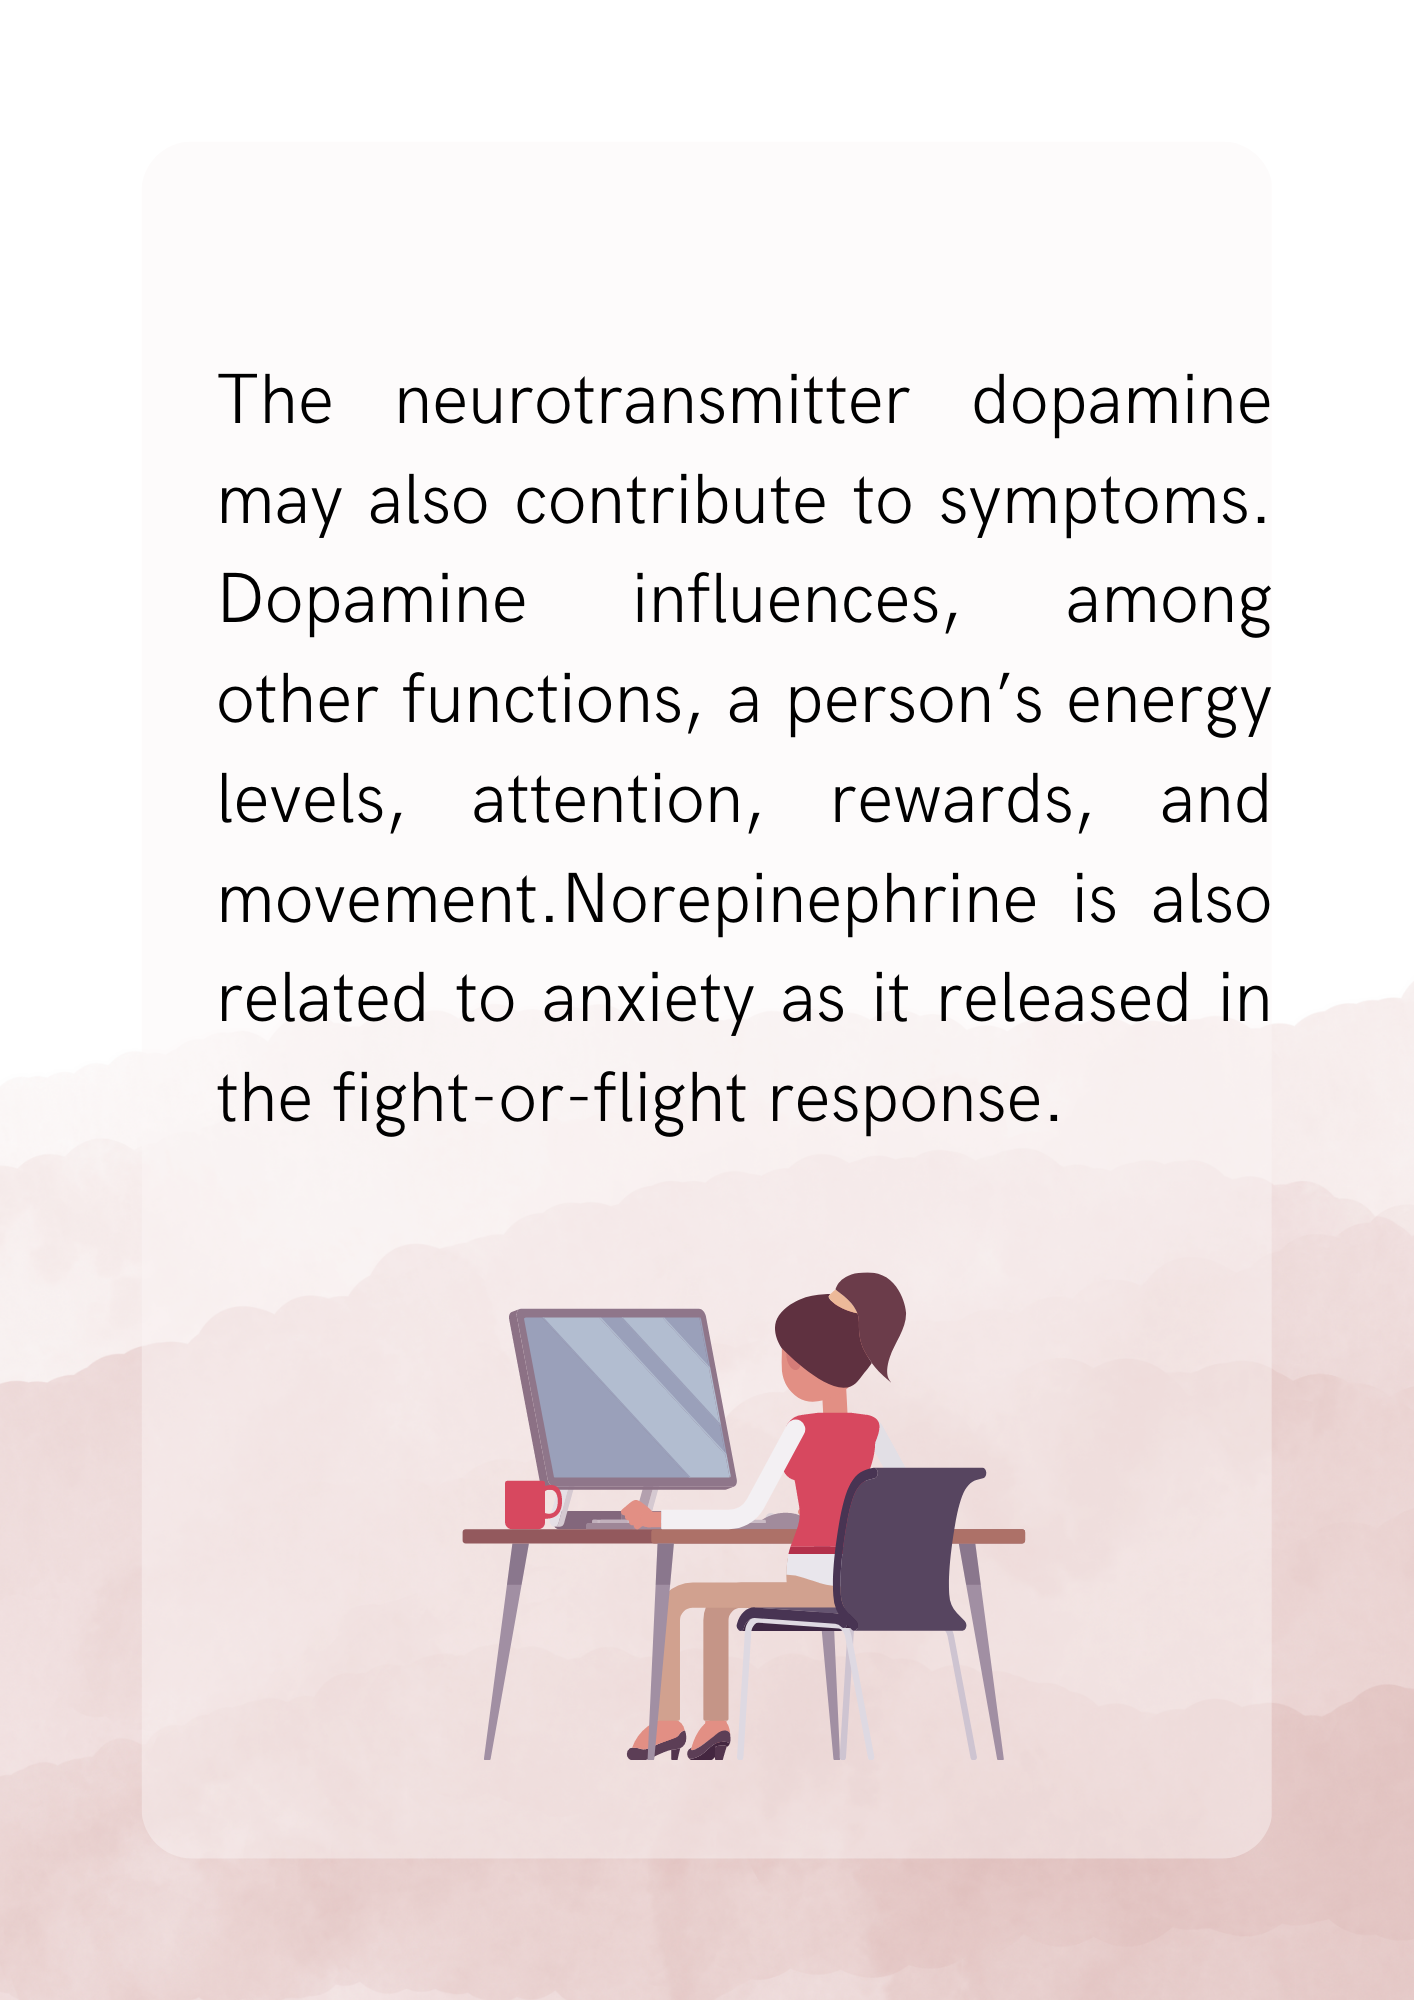 The neurotransmitter dopamine
may also contribute to symptoms.
Dopamine influences, among
other functions, a person’s energy
levels, attention, rewards, and
movement.Norepinephrine is also
related to anxiety as it released in
the fight-or-flight response.